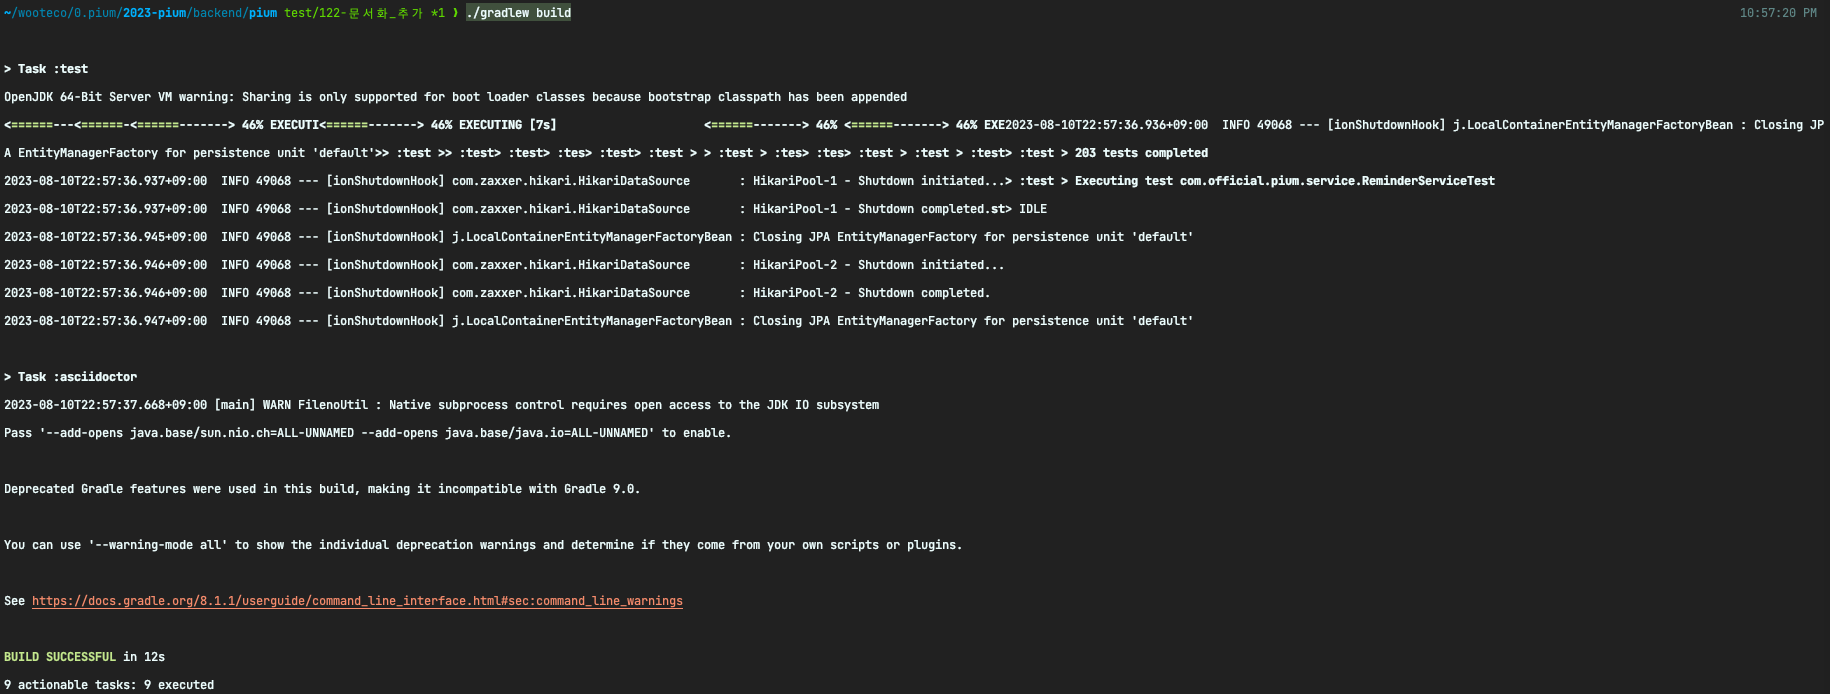 ~/wooteco/0.pium/2023-pium/backend/pium test/122-문서화_추가 *1 ❯ ./gradlew build 10:57:20 PM
> Task :test
OpenJDK 64-Bit Server VM warning: Sharing is only supported for boot loader classes because bootstrap classpath has been appended
<======---<======-<======-------> 46% EXECUTI<======-------> 46% EXECUTING [7s] <======-------> 46% <======-------> 46% EXE2023-08-10T22:57:36.936+09:00  INFO 49068 --- [ionShutdownHook] j.LocalContainerEntityManagerFactoryBean : Closing JP
A EntityManagerFactory for persistence unit 'default'>> :test >> :test> :test> :tes> :test> :test > > :test > :tes> :tes> :test > :test > :test> :test > 203 tests completed
2023-08-10T22:57:36.937+09:00  INFO 49068 --- [ionShutdownHook] com.zaxxer.hikari.HikariDataSource       : HikariPool-1 - Shutdown initiated...> :test > Executing test com.official.pium.service.ReminderServiceTest
2023-08-10T22:57:36.937+09:00  INFO 49068 --- [ionShutdownHook] com.zaxxer.hikari.HikariDataSource       : HikariPool-1 - Shutdown completed.st> IDLE
2023-08-10T22:57:36.945+09:00  INFO 49068 --- [ionShutdownHook] j.LocalContainerEntityManagerFactoryBean : Closing JPA EntityManagerFactory for persistence unit 'default'
2023-08-10T22:57:36.946+09:00  INFO 49068 --- [ionShutdownHook] com.zaxxer.hikari.HikariDataSource       : HikariPool-2 - Shutdown initiated...
2023-08-10T22:57:36.946+09:00  INFO 49068 --- [ionShutdownHook] com.zaxxer.hikari.HikariDataSource       : HikariPool-2 - Shutdown completed.
2023-08-10T22:57:36.947+09:00  INFO 49068 --- [ionShutdownHook] j.LocalContainerEntityManagerFactoryBean : Closing JPA EntityManagerFactory for persistence unit 'default'
> Task :asciidoctor
2023-08-10T22:57:37.668+09:00 [main] WARN FilenoUtil : Native subprocess control requires open access to the JDK IO subsystem
Pass '--add-opens java.base/sun.nio.ch=ALL-UNNAMED --add-opens java.base/java.io=ALL-UNNAMED' to enable.
Deprecated Gradle features were used in this build, making it incompatible with Gradle 9.0.
You can use '--warning-mode all' to show the individual deprecation warnings and determine if they come from your own scripts or plugins.
See https://docs.gradle.org/8.1.1/userguide/command_line_interface.html#sec:command_line_warnings
BUILD SUCCESSFUL in 12s
9 actionable tasks: 9 executed